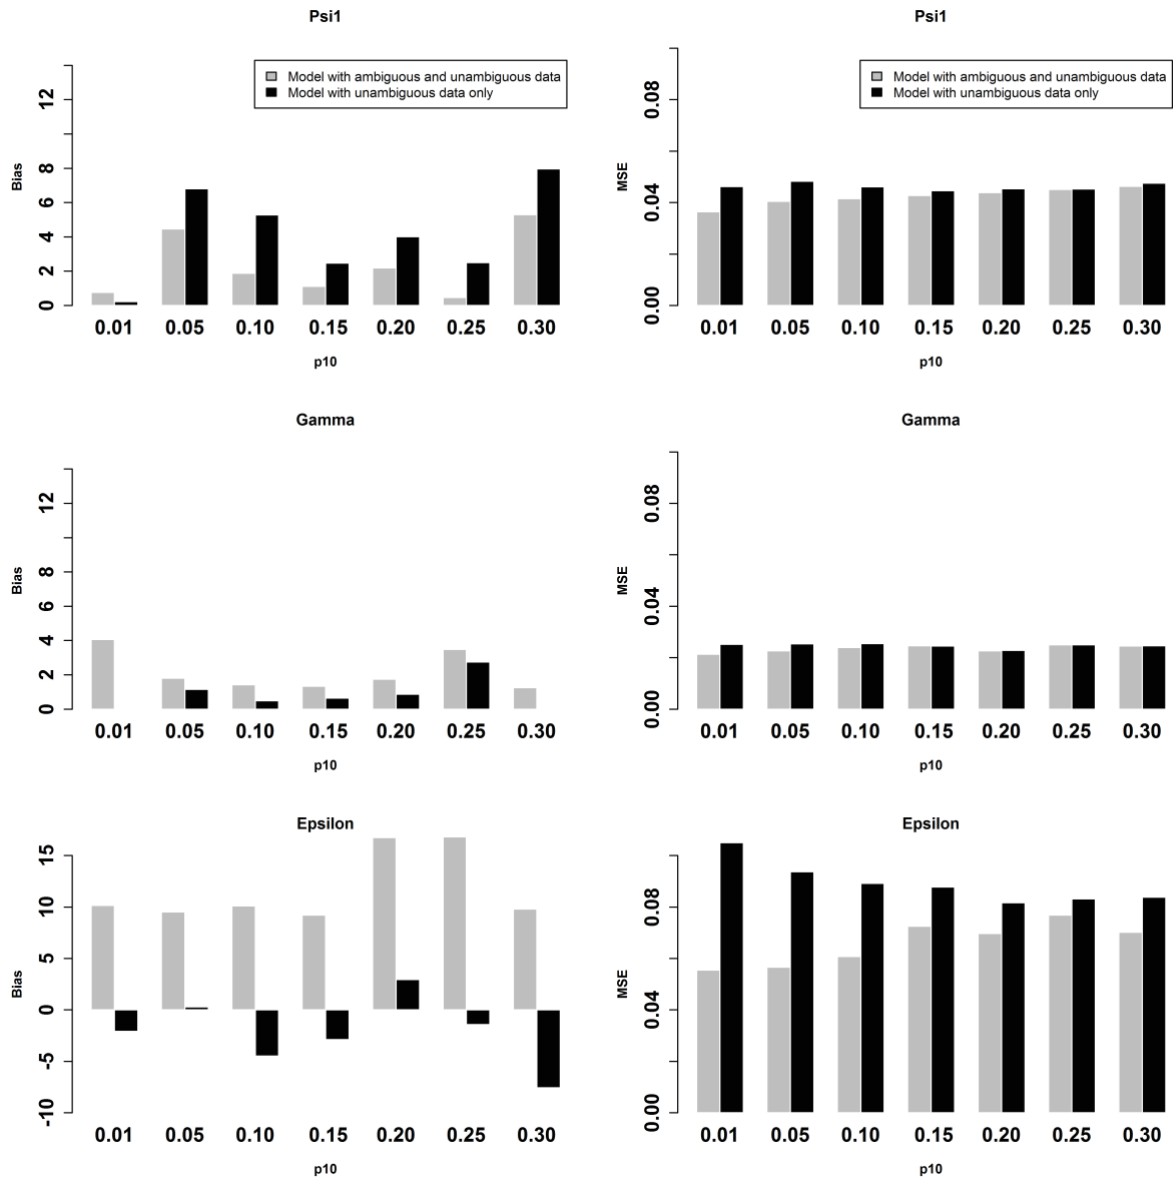 Psi1
Model with ambiguous and unambiguous data
Model with unambiguous data only
Bias
0 2 4 6 8 12
0.01 0.05 0.10 0.15 0.20 0.25 0.30
p10
Psi1
Model with ambiguous and unambiguous data
Model with unambiguous data only
MSE
0.00 0.04 0.08
0.01 0.05 0.10 0.15 0.20 0.25 0.30
p10
Gamma
Bias
0 2 4 6 8 12
0.01 0.05 0.10 0.15 0.20 0.25 0.30
p10
Gamma
MSE
0.00 0.04 0.08
0.01 0.05 0.10 0.15 0.20 0.25 0.30
p10
Epsilon
Bias
-10 -5 0 5 10 15
0.01 0.05 0.10 0.15 0.20 0.25 0.30
p10
Epsilon
MSE
0.00 0.04 0.08
0.01 0.05 0.10 0.15 0.20 0.25 0.30
p10